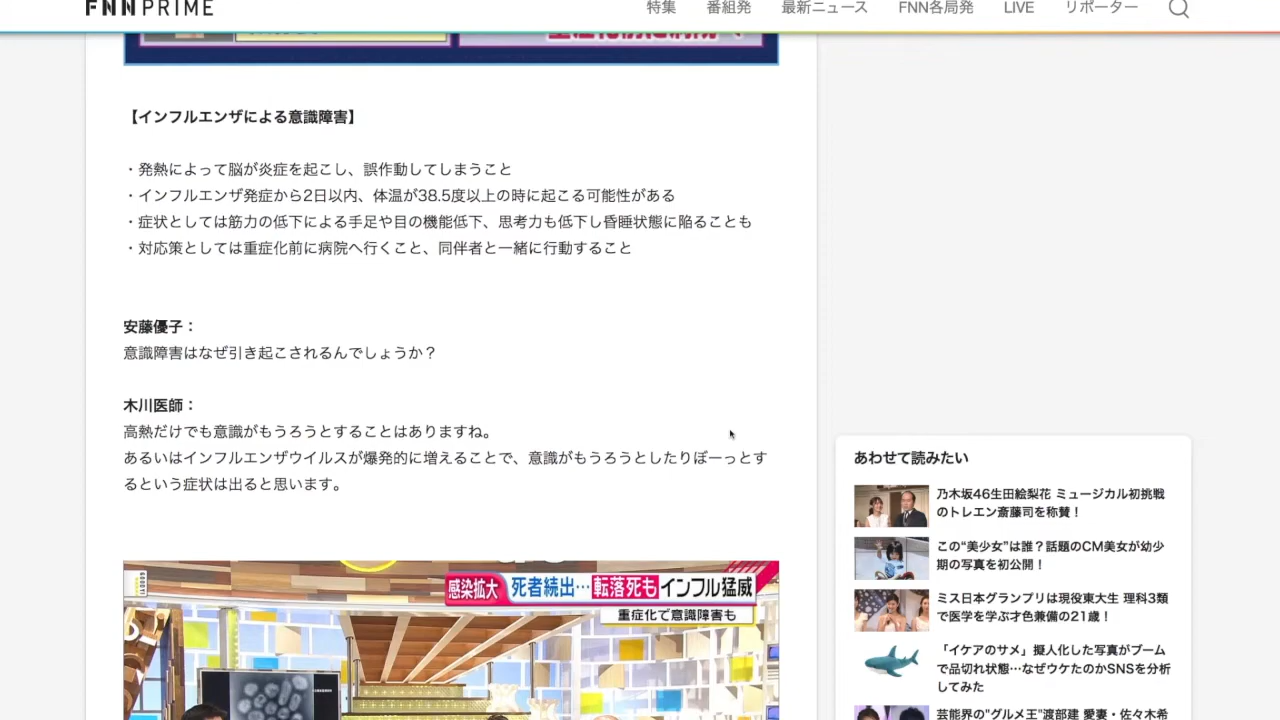 FNN PRIME
特集 番組発 最新ニュース FNN各局発 LIVE リポーター
【インフルエンザによる意識障害】
・発熱によって脳が炎症を起こし、誤作動してしまうこと
・インフルエンザ発症から2日以内、体温が38.5度以上の時に起こる可能性がある
・症状としては筋力の低下による手足や目の機能低下、思考力も低下し昏睡状態に陥ることも
・対応策としては重症化前に病院へ行くこと、同伴者と一緒に行動すること
安藤優子：
意識障害はなぜ引き起こされるんでしょうか？
木川医師：
高熱だけでも意識がもうろうとすることはありますね。
あるいはインフルエンザウイルスが爆発的に増えることで、意識がもうろうとしたりぼーっとす
るという症状は出ると思います。
感染拡大 死者続出…転落死もインフル猛威
重症化で意識障害も
あわせて読みたい
乃木坂46生田絵梨花 ミュージカル初挑戦
のトレエン斎藤司を称賛！
この“美少女”は誰？話題のCM美女が幼少
期の写真を初公開！
ミス日本グランプリは現役東大生 理科3類
で医学を学ぶ才色兼備の21歳！
「イケアのサメ」擬人化した写真がブーム
で品切れ状態…なぜウケたのかSNSを分析
してみた
芸能界の"グルメ王"渡部建 愛妻・佐々木希